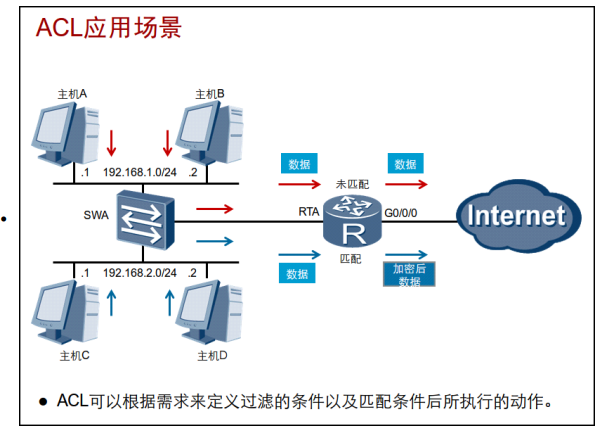 ACL应用场景
主机A
主机B
.1 192.168.1.0/24 .2
数据
数据
未匹配
SWA
RTA
G0/0/0
Internet
R
匹配
.1 192.168.2.0/24 .2
数据
加密后
数据
主机C
主机D
● ACL可以根据需求来定义过滤的条件以及匹配条件后所执行的动作。